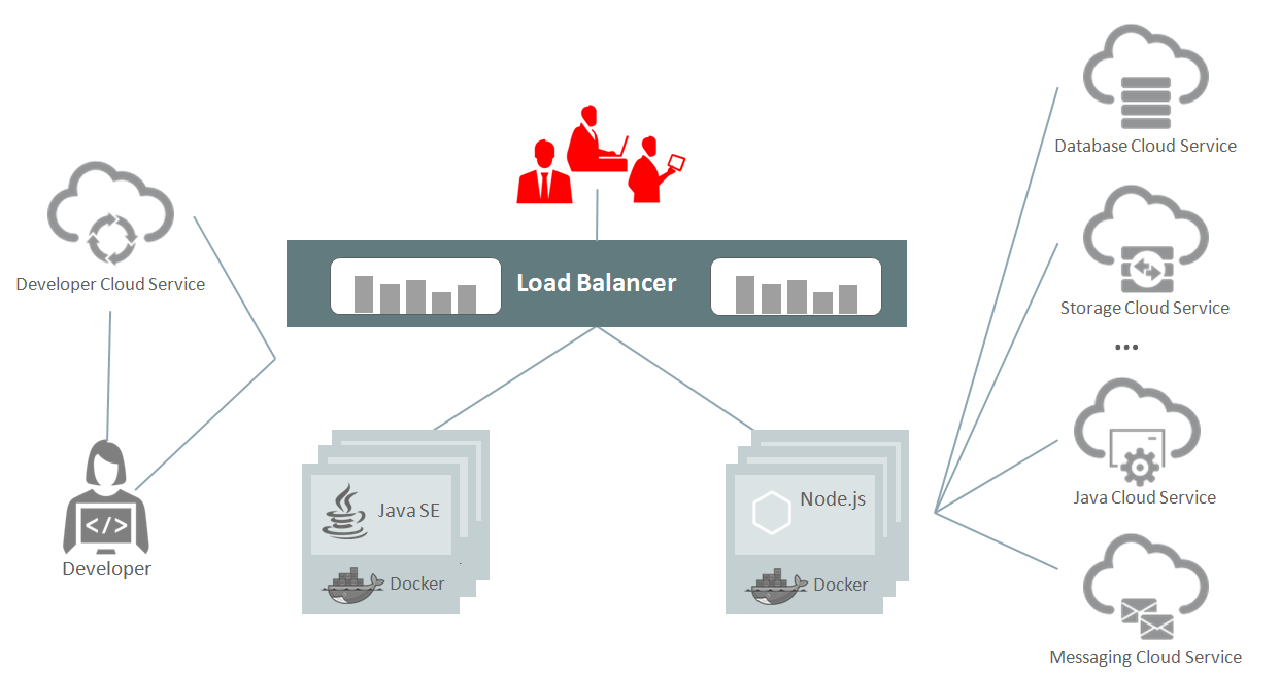 Database Cloud Service
Developer Cloud Service
Load Balancer
Storage Cloud Service
...
Java SE
Docker
Node.js
Docker
Java Cloud Service
</>
Developer
Messaging Cloud Service